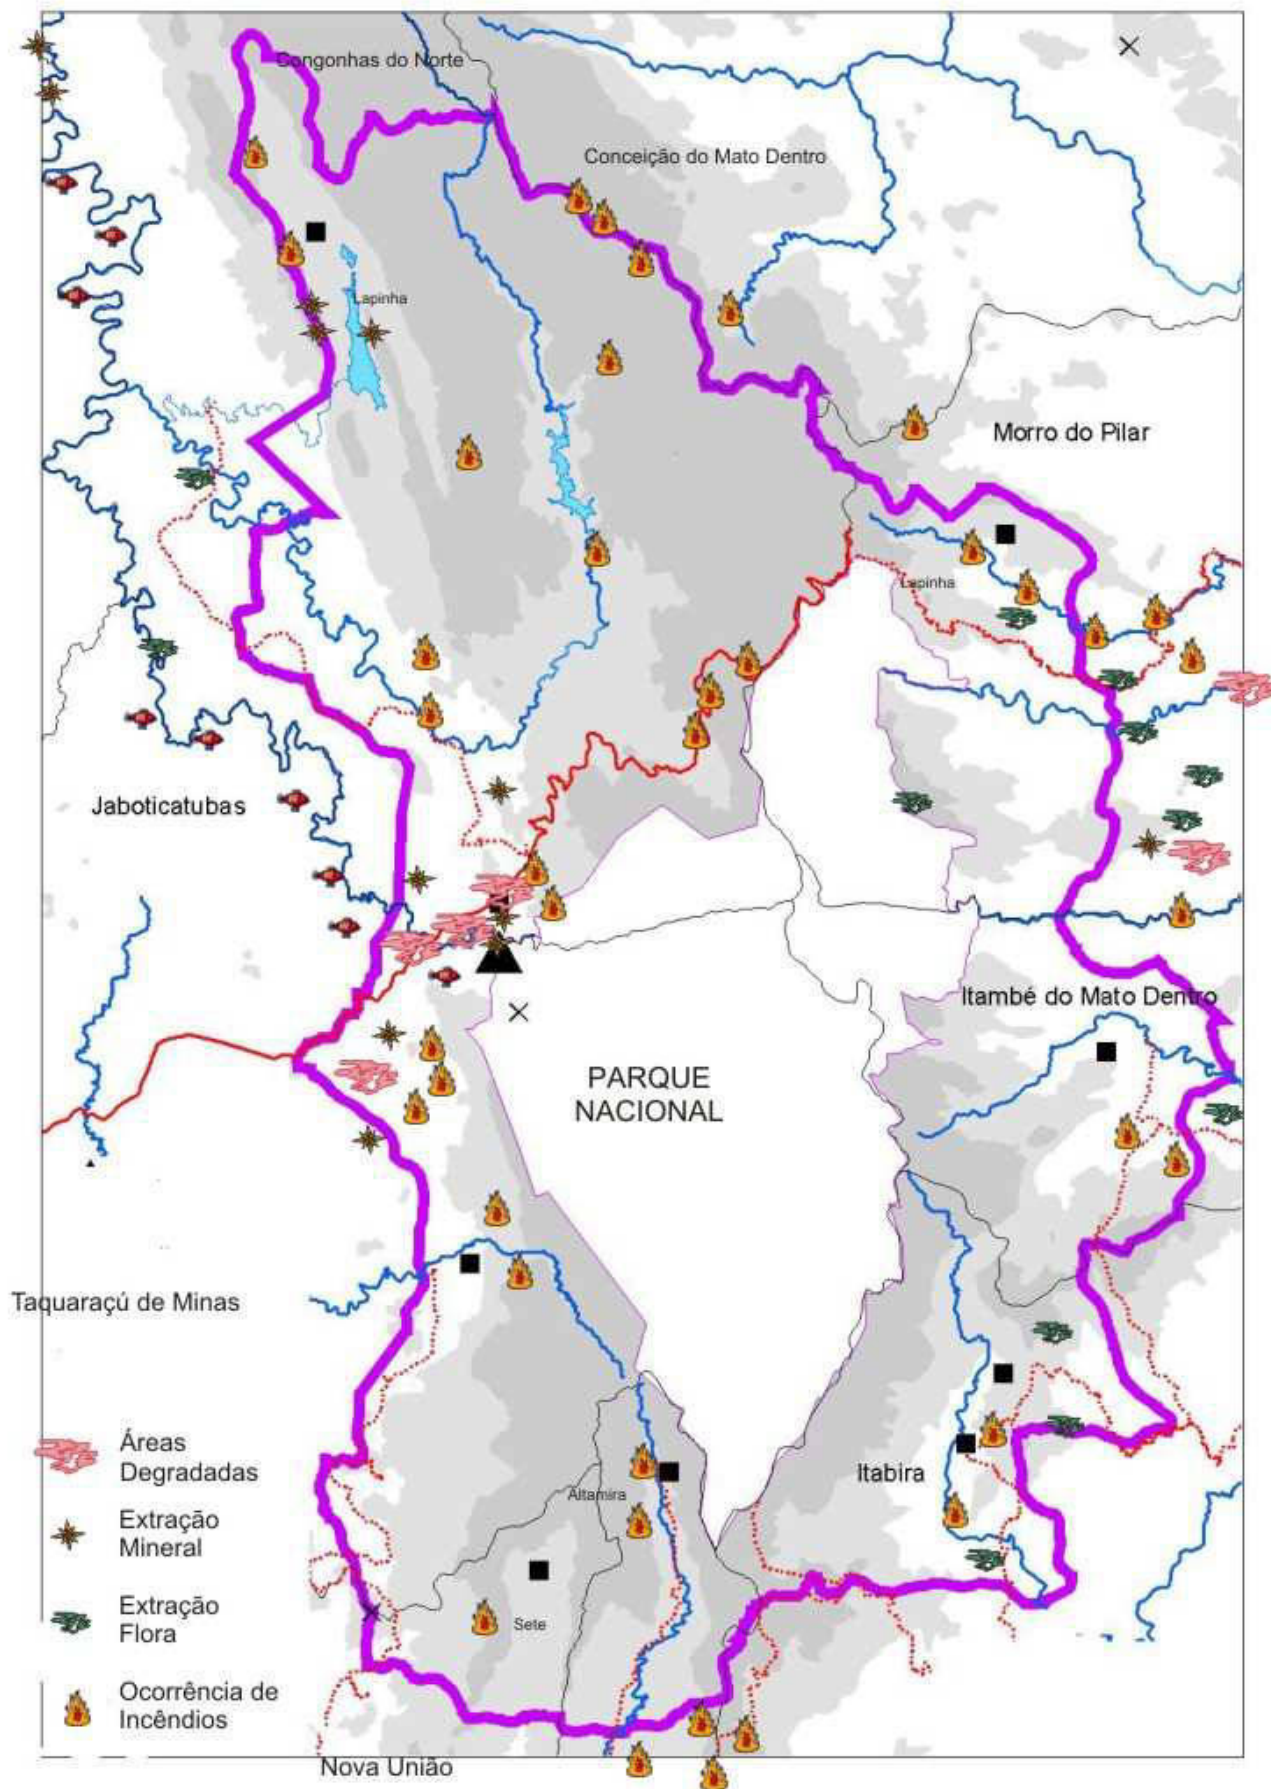 Congonhas do Norte
Conceição do Mato Dentro
Lapinha
Morro do Pilar
Lapinha
Jaboticatubas
Itambé do Mato Dentro
PARQUE
NACIONAL
Taquaraçú de Minas
Áreas
Degradadas
Itabira
Altamira
Extração
Mineral
Extração
Flora
Sete
Ocorrência de
Incêndios
Nova União